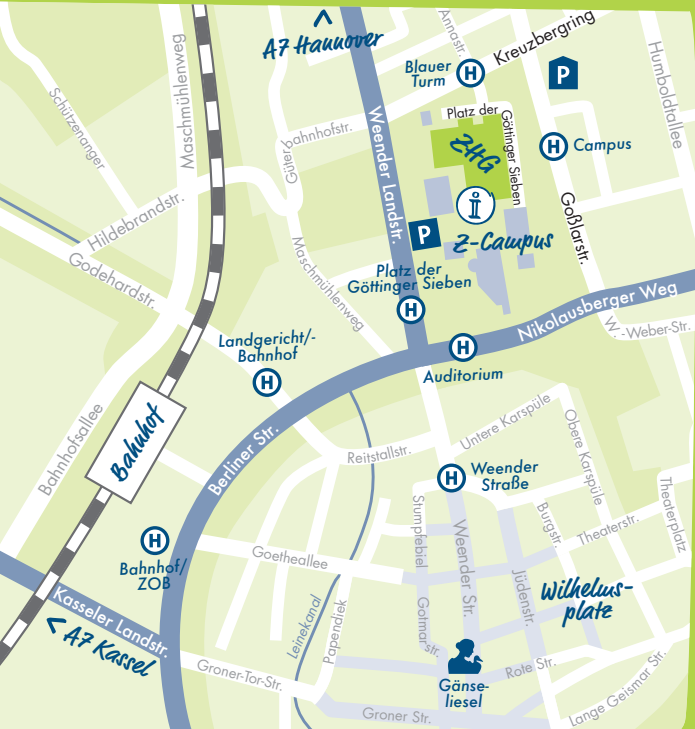 A7 Hannover
Annastr.
Kreuzbergring
Humboldtallee
Maschmühlenweg
Schützenanger
Blauer
Turm
H
P
Weender Landstr.
Platz der
Göttinger Sieben
ZHG
H
Campus
Güterbahnhofstr.
Hildebrandstr.
i
Goßlarstr.
P
Z-Campus
Godehardstr.
Maschmühlenweg
Platz der
Göttinger Sieben
H
Nikolausberger Weg
W.-Weber-Str.
Landgericht/-
Bahnhof
H
H
Auditorium
Bahnhofsallee
Bahnhof
Berliner Str.
Reitstallstr.
Untere Karspüle
Obere Karspüle
H
Weender
Straße
Stumpfebiel
Weender Str.
Burgstr.
Theaterstr.
Theaterplatz
H
Bahnhof/
ZOB
Goetheallee
Jüdenstr.
Wilhelms-
platz
Kasseler Landstr.
< A7 Kassel
Leinekanal
Papendiek
Gotmarstr.
Gänse-
liesel
Rote Str.
Lange Geismar Str.
Groner-Tor-Str.
Groner Str.